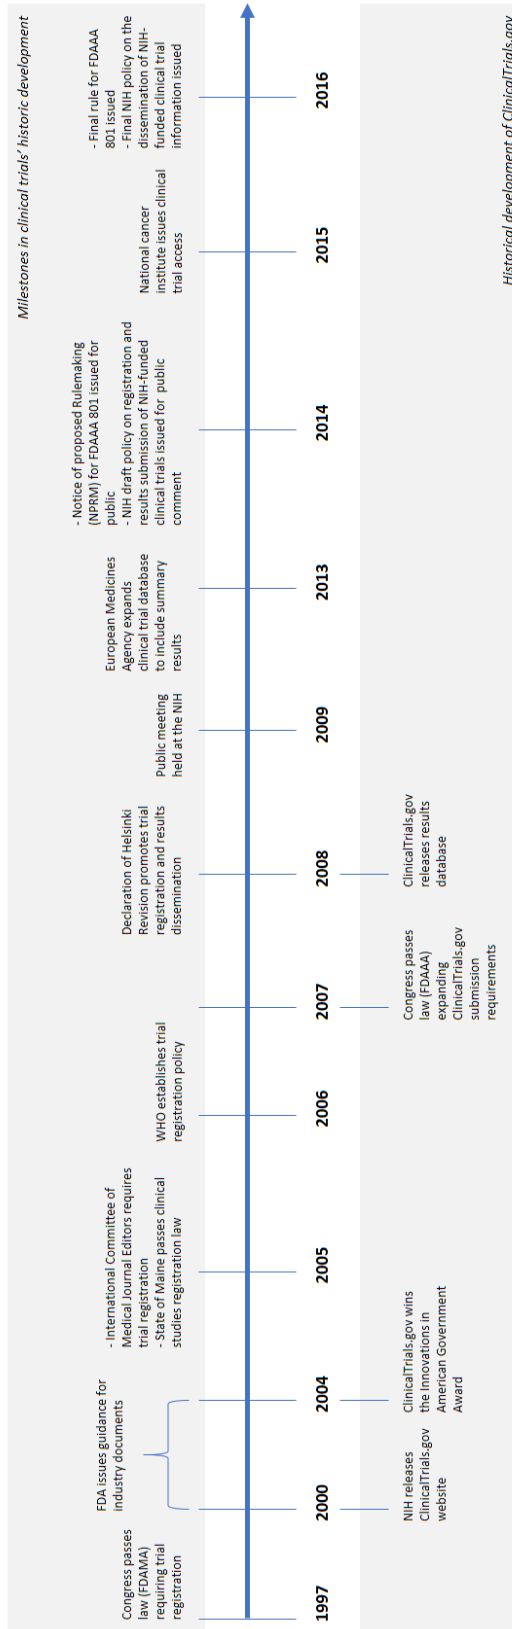 Milestones in clinical trials' historic development
Congress passes
law (FDAMA)
requiring trial
registration
FDA issues guidance for
industry documents
- International Committee of
Medical Journal Editors requires
trial registration
- State of Maine passes clinical
studies registration law
WHO establishes trial
registration policy
Declaration of Helsinki
Revision promotes trial
registration and results
dissemination
Public meeting
held at the NIH
European Medicines
Agency expands
clinical trial database
to include summary
results
- Notice of proposed Rulemaking
(NPRM) for FDAAA 801 issued for
public
- NIH draft policy on registration and
results submission of NIH-funded
clinical trials issued for public
comment
National cancer
institute issues clinical
trial access
- Final rule for FDAAA
801 issued
- Final NIH policy on the
dissemination of NIH-
funded clinical trial
information issued
1997
2000
2004
2005
2006
2007
2008
2009
2013
2014
2015
2016
NIH releases
ClinicalTrials.gov
website
ClinicalTrials.gov wins
the Innovations in
American Government
Award
Congress passes
law (FDAAA)
expanding
ClinicalTrials.gov
submission
requirements
ClinicalTrials.gov
releases results
database
Historical development of ClinicalTrials.gov